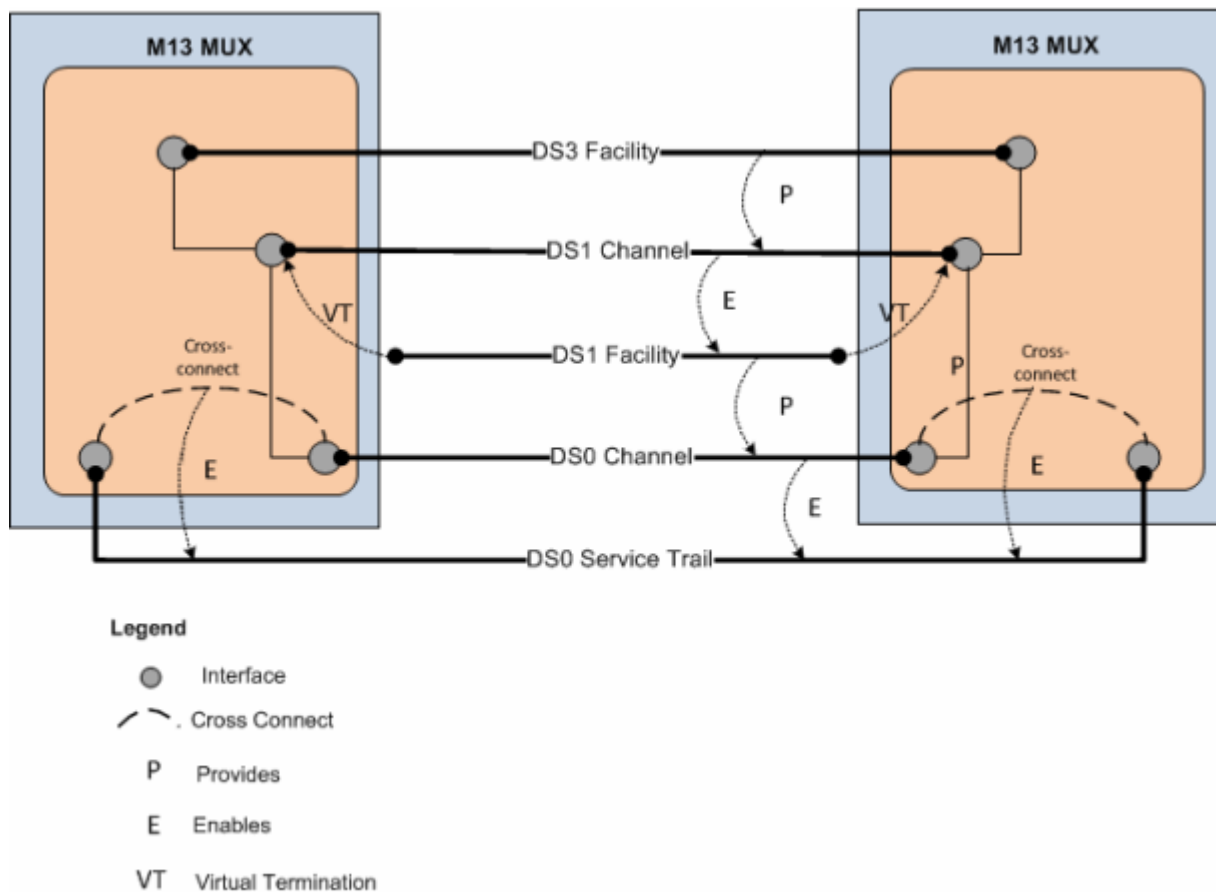 M13 MUX
M13 MUX
DS3 Facility
P
DS1 Channel
E
VT
VT
DS1 Facility
Cross-
connect
P
P
Cross-
connect
DS0 Channel
E
E
E
DS0 Service Trail
Legend
Interface
. Cross Connect
P Provides
E Enables
VT Virtual Termination